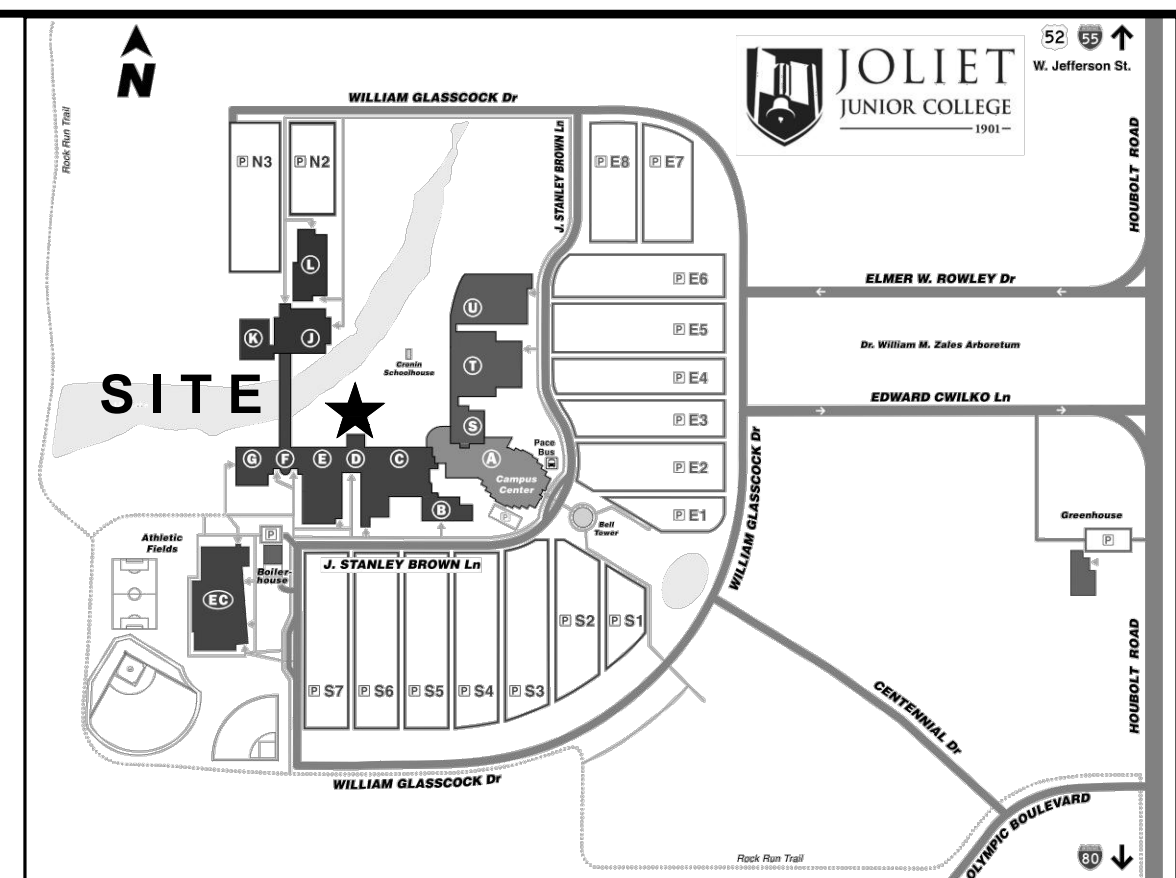 52 55
W. Jefferson St.
N
JOLIET
JUNIOR COLLEGE
1901
WILLIAM GLASSCOCK Dr
Rock Run Trail
J. STANLEY BROWN Ln
HOUBOLT ROAD
P N3
P N2
P E8
P E7
L
ELMER W. ROWLEY Dr
P E6
U
K
J
P E5
Dr. William M. Zales Arboretum
Cronin
Schoolhouse
T
P E4
SITE
EDWARD CWILKO Ln
P E3
S
Pace
Bus
G
F
E
D
C
A
P E2
Campus
Center
WILLIAM GLASSCOCK Dr
B
P
P E1
Bell
Tower
Greenhouse
P
Athletic
Fields
P
J. STANLEY BROWN Ln
Boiler-
house
EC
P S2
P S1
HOUBOLT ROAD
P S7
P S6
P S5
P S4
P S3
CENTENNIAL Dr
WILLIAM GLASSCOCK Dr
OLYMPIC BOULEVARD
Rock Run Trail
80